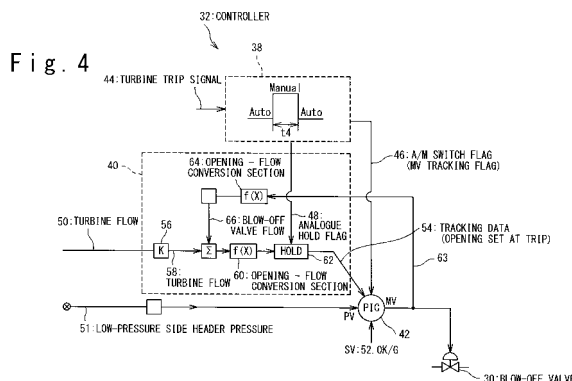 32:CONTROLLER
Fig. 4
38
44:TURBINE TRIP SIGNAL
Manual
Auto Auto
t4
40
64:OPENING - FLOW
CONVERSION SECTION
46:A/M SWITCH FLAG
(MV TRACKING FLAG)
f(X)
50:TURBINE FLOW
56
66:BLOW-OFF
VALVE FLOW
48:
ANALOGUE
HOLD FLAG
54:TRACKING DATA
(OPENING SET AT TRIP)
K
Σ
f(X)
HOLD
62
58:
TURBINE FLOW
60:OPENING - FLOW
CONVERSION SECTION
63
PIC
MV
PV
42
51:LOW-PRESSURE SIDE HEADER PRESSURE
SV:52.0K/G
30:BLOW-OFF VALVE